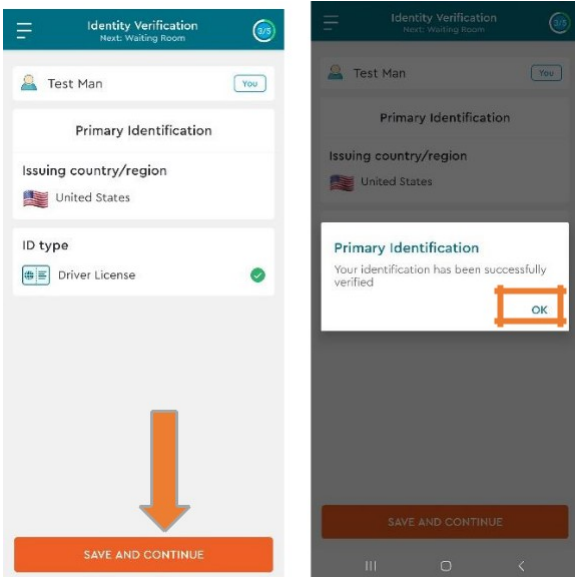 Identity Verification
Next: Waiting Room
3/5
Test Man
You
Primary Identification
Issuing country/region
United States
ID type
Driver License
SAVE AND CONTINUE
Identity Verification
Next: Waiting Room
3/5
Test Man
You
Primary Identification
Issuing country/region
United States
Primary Identification
Your identification has been successfully
verified
OK
SAVE AND CONTINUE